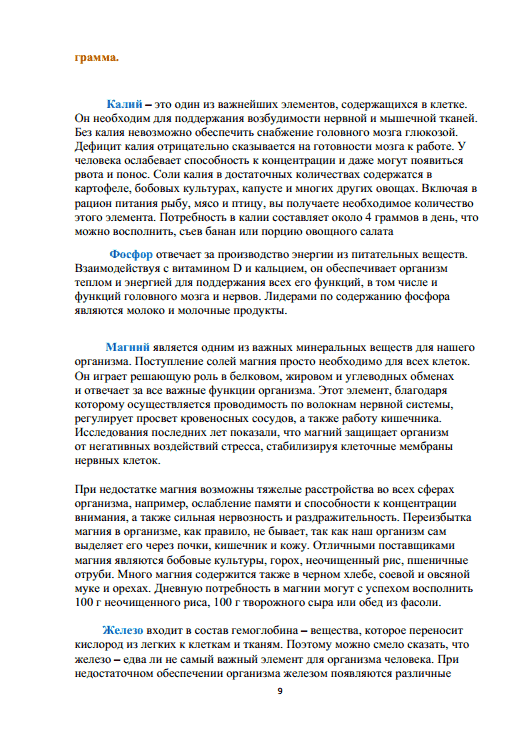 грамма.
Калий – это один из важнейших элементов, содержащихся в клетке.
Он необходим для поддержания возбудимости нервной и мышечной тканей.
Без калия невозможно обеспечить снабжение головного мозга глюкозой.
Дефицит калия отрицательно сказывается на готовности мозга к работе. У
человека ослабевает способность к концентрации и даже могут появиться
рвота и понос. Соли калия в достаточных количествах содержатся в
картофеле, бобовых культурах, капусте и многих других овощах. Включая в
рацион питания рыбу, мясо и птицу, вы получаете необходимое количество
этого элемента. Потребность в калии составляет около 4 граммов в день, что
можно восполнить, съев банан или порцию овощного салата
Фосфор отвечает за производство энергии из питательных веществ.
Взаимодействуя с витамином D и кальцием, он обеспечивает организм
теплом и энергией для поддержания всех его функций, в том числе и
функций головного мозга и нервов. Лидерами по содержанию фосфора
являются молоко и молочные продукты.
Магний является одним из важных минеральных веществ для нашего
организма. Поступление солей магния просто необходимо для всех клеток.
Он играет решающую роль в белковом, жировом и углеводных обменах
и отвечает за все важные функции организма. Этот элемент, благодаря
которому осуществляется проводимость по волокнам нервной системы,
регулирует просвет кровеносных сосудов, а также работу кишечника.
Исследования последних лет показали, что магний защищает организм
от негативных воздействий стресса, стабилизируя клеточные мембраны
нервных клеток.
При недостатке магния возможны тяжелые расстройства во всех сферах
организма, например, ослабление памяти и способности к концентрации
внимания, а также сильная нервозность и раздражительность. Переизбытка
магния в организме, как правило, не бывает, так как наш организм сам
выделяет его через почки, кишечник и кожу. Отличными поставщиками
магния являются бобовые культуры, горох, неочищенный рис, пшеничные
отруби. Много магния содержится также в черном хлебе, соевой и овсяной
муке и орехах. Дневную потребность в магнии могут с успехом восполнить
100 г неочищенного риса, 100 г творожного сыра или обед из фасоли.
Железо входит в состав гемоглобина – вещества, которое переносит
кислород из легких к клеткам и тканям. Поэтому можно смело сказать, что
железо – едва ли не самый важный элемент для организма человека. При
недостаточном обеспечении организма железом появляются различные
9